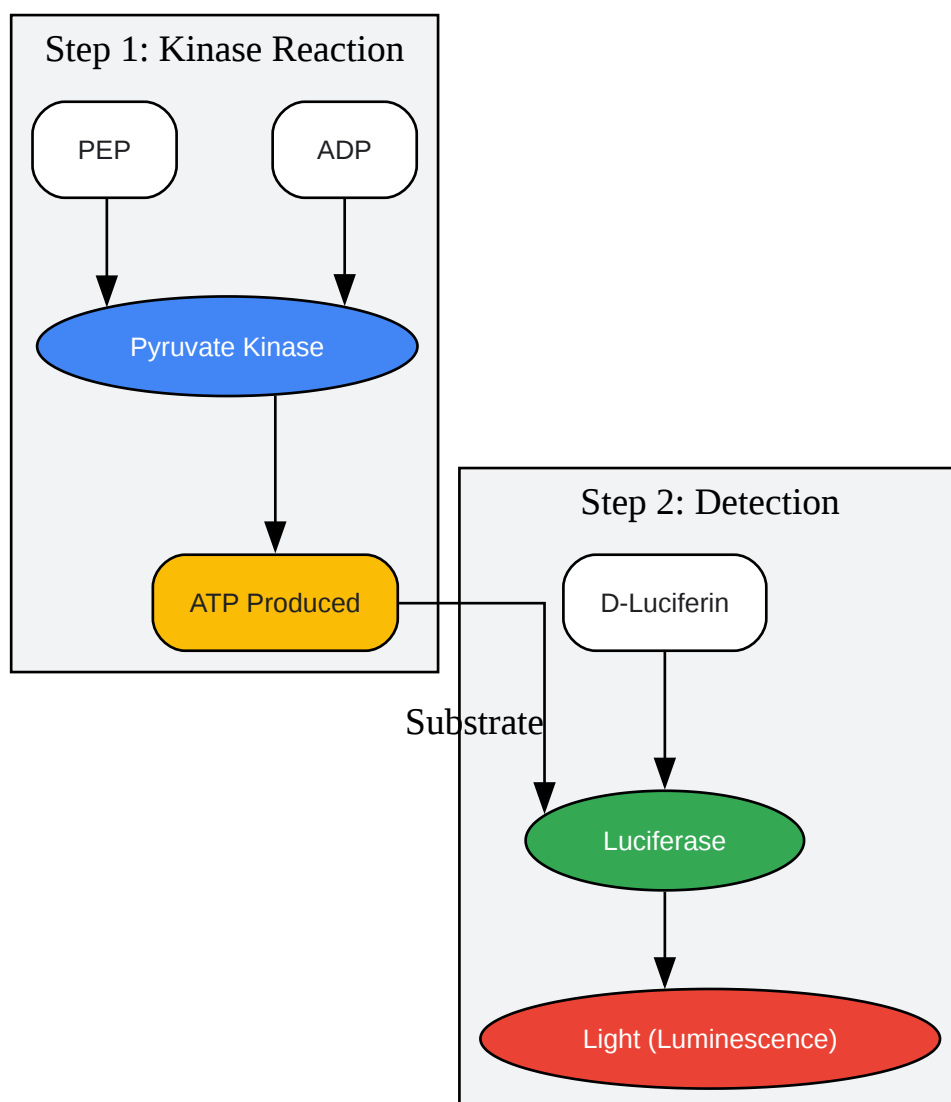 Step 1: Kinase Reaction
PEP
ADP
Pyruvate Kinase
ATP Produced
Substrate
Step 2: Detection
D-Luciferin
Luciferase
Light (Luminescence)